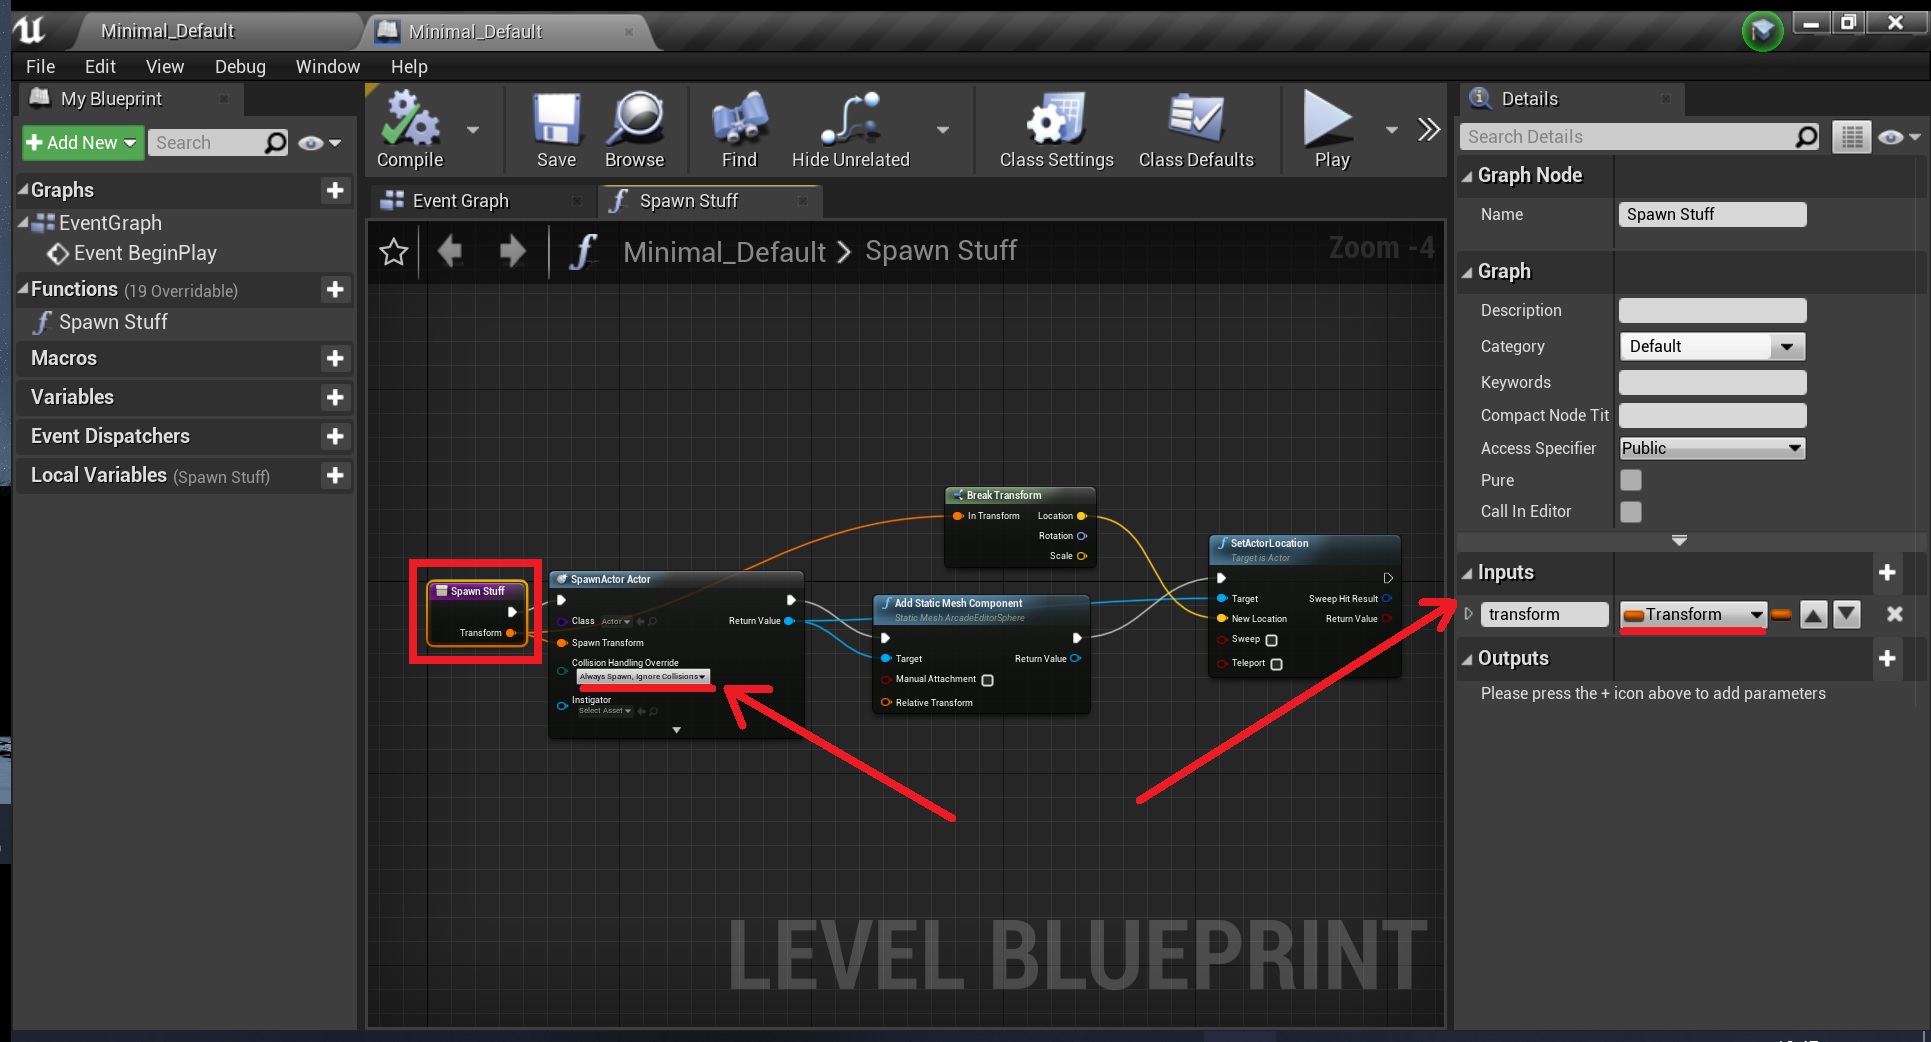 Minimal_Default
Minimal_Default
File Edit View Debug Window Help
My Blueprint
Add New
Search
Graphs
EventGraph
Event BeginPlay
Functions (19 Overridable)
Spawn Stuff
Macros
Variables
Event Dispatchers
Local Variables (Spawn Stuff)
Compile
Save
Browse
Find
Hide Unrelated
Class Settings
Class Defaults
Play
Event Graph
Spawn Stuff
Minimal_Default > Spawn Stuff
Zoom -4
Spawn Stuff
Transform
SpawnActor Actor
Class Actor
Return Value
Spawn Transform
Collision Handling Override
Always Spawn, Ignore Collisions
Instigator
Select Asset
Break Transform
In Transform Location
Rotation
Scale
Add Static Mesh Component
Static Mesh ArcadeEditorSphere
Target Return Value
Manual Attachment
Relative Transform
SetActorLocation
Target is Actor
Target Sweep Hit Result
New Location Return Value
Sweep
Teleport
LEVEL BLUEPRINT
Details
Search Details
Graph Node
Name Spawn Stuff
Graph
Description
Category Default
Keywords
Compact Node Tit
Access Specifier Public
Pure
Call In Editor
Inputs
transform Transform
Outputs
Please press the + icon above to add parameters